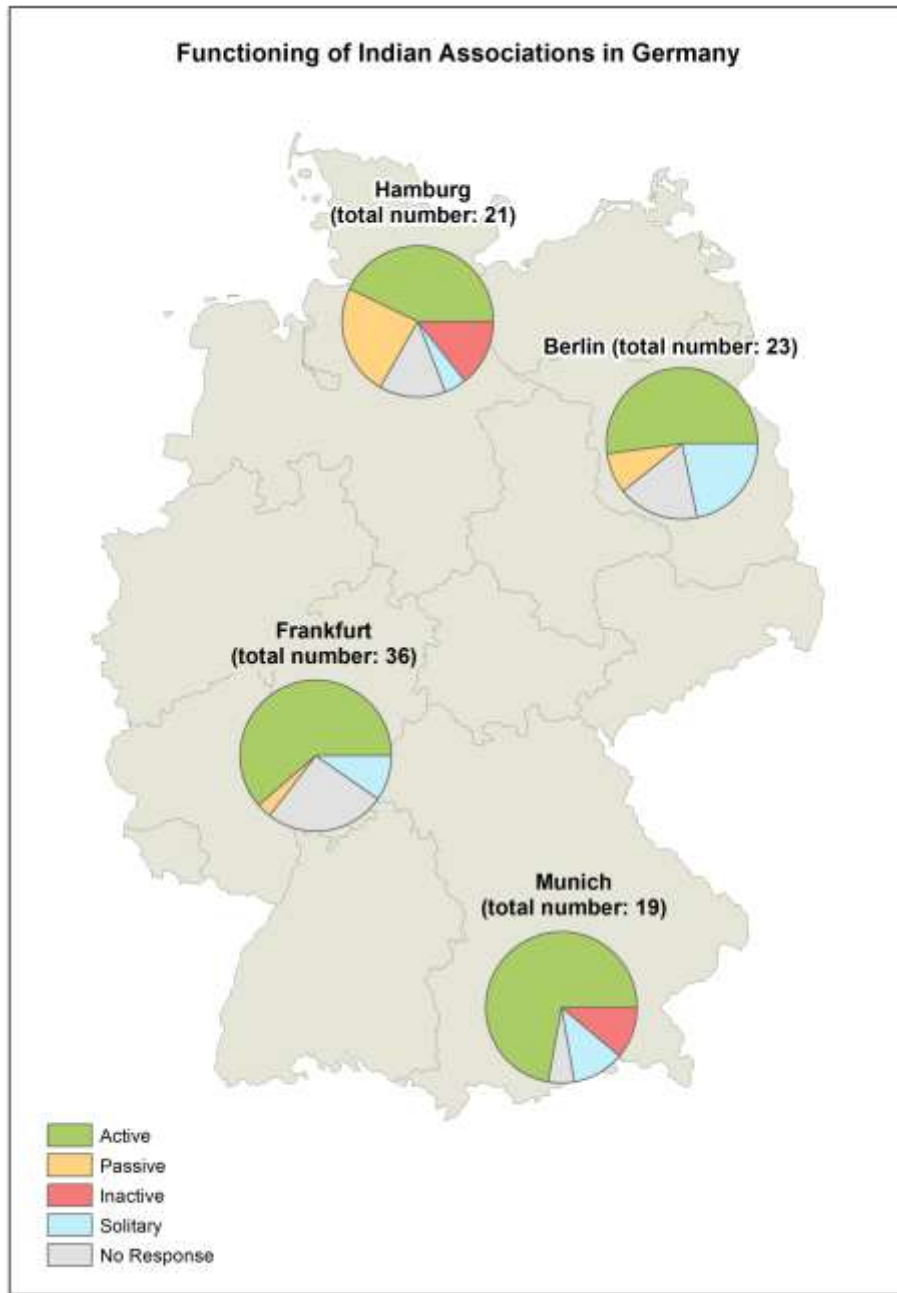 Functioning of Indian Associations in Germany
Hamburg
(total number: 21)
Berlin (total number: 23)
Frankfurt
(total number: 36)
Munich
(total number: 19)
Active
Passive
Inactive
Solitary
No Response